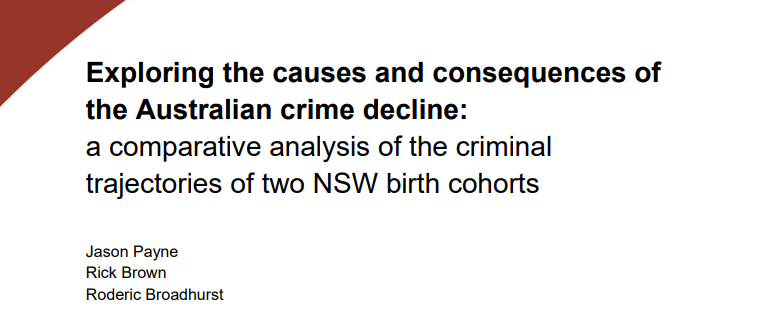 Exploring the causes and consequences of
the Australian crime decline:
a comparative analysis of the criminal
trajectories of two NSW birth cohorts
Jason Payne
Rick Brown
Roderic Broadhurst